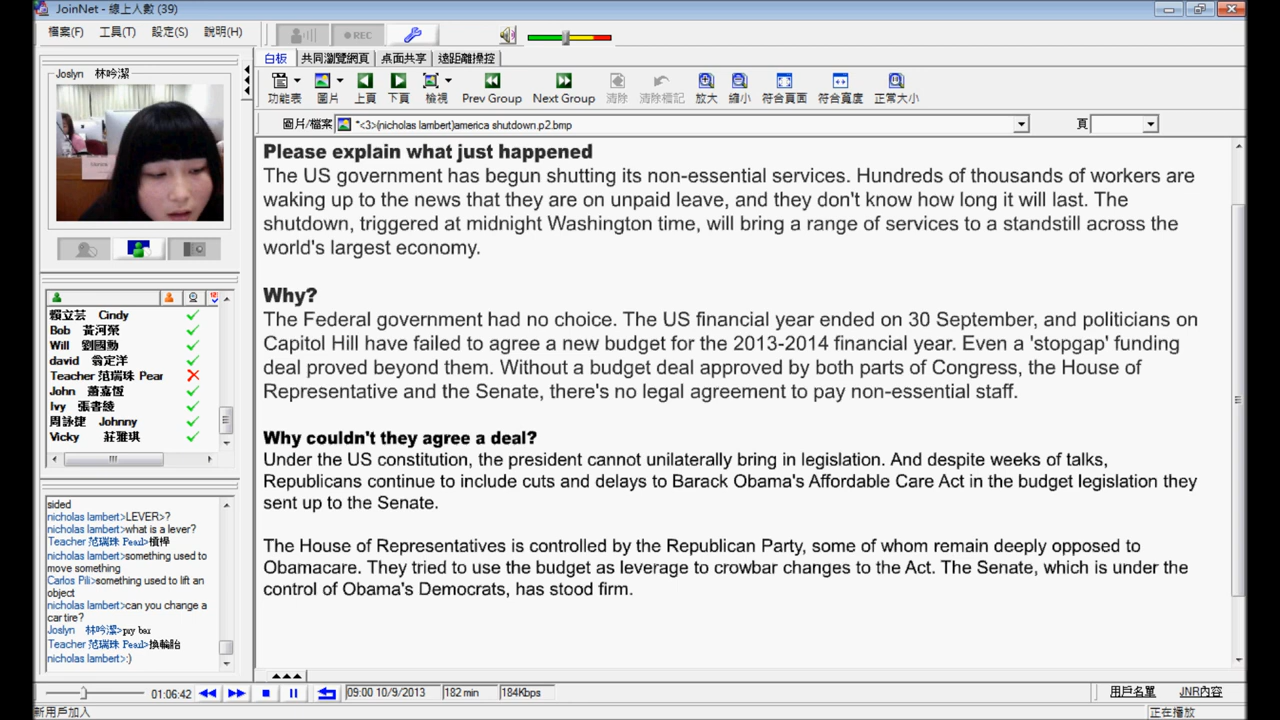 JoinNet - 線上人數 (39)
檔案(F) 工具(T) 設定(S) 說明(H)
REC
白板 共同瀏覽網頁 桌面共享 遠距離操控
Joslyn 林吟潔
功能表 圖片 上頁 下頁 檢視 Prev Group Next Group 清除 清除標記 放大 縮小 符合頁面 符合寬度 正常大小
圖片/檔案 *<3>(nicholas lambert)america shutdown.p2.bmp 頁
Please explain what just happened
The US government has begun shutting its non-essential services. Hundreds of thousands of workers are
waking up to the news that they are on unpaid leave, and they don't know how long it will last. The
shutdown, triggered at midnight Washington time, will bring a range of services to a standstill across the
world's largest economy.
Why?
The Federal government had no choice. The US financial year ended on 30 September, and politicians on
Capitol Hill have failed to agree a new budget for the 2013-2014 financial year. Even a 'stopgap' funding
deal proved beyond them. Without a budget deal approved by both parts of Congress, the House of
Representative and the Senate, there's no legal agreement to pay non-essential staff.
Why couldn't they agree a deal?
Under the US constitution, the president cannot unilaterally bring in legislation. And despite weeks of talks,
Republicans continue to include cuts and delays to Barack Obama's Affordable Care Act in the budget legislation they
sent up to the Senate.
The House of Representatives is controlled by the Republican Party, some of whom remain deeply opposed to
Obamacare. They tried to use the budget as leverage to crowbar changes to the Act. The Senate, which is under the
control of Obama's Democrats, has stood firm.
賴立芸 Cindy
Bob 黃河榮
Will 劉國勳
david 翁定洋
Teacher 范瑞珠 Pear
John 蕭嘉恆
Ivy 張書綾
周詠捷 Johnny
Vicky 莊雅琪
sided
nicholas lambert>LEVER>?
nicholas lambert>what is a lever?
Teacher 范瑞珠 Pearl>槓桿
nicholas lambert>something used to
move something
Carlos Pili>something used to lift an
object
nicholas lambert>can you change a
car tire?
Joslyn 林吟潔>pry bar
Teacher 范瑞珠 Pearl>換輪胎
nicholas lambert>:)
01:06:42 09:00 10/9/2013 182 min 184Kbps 用戶名單 JNR內容
新用戶加入 正在播放